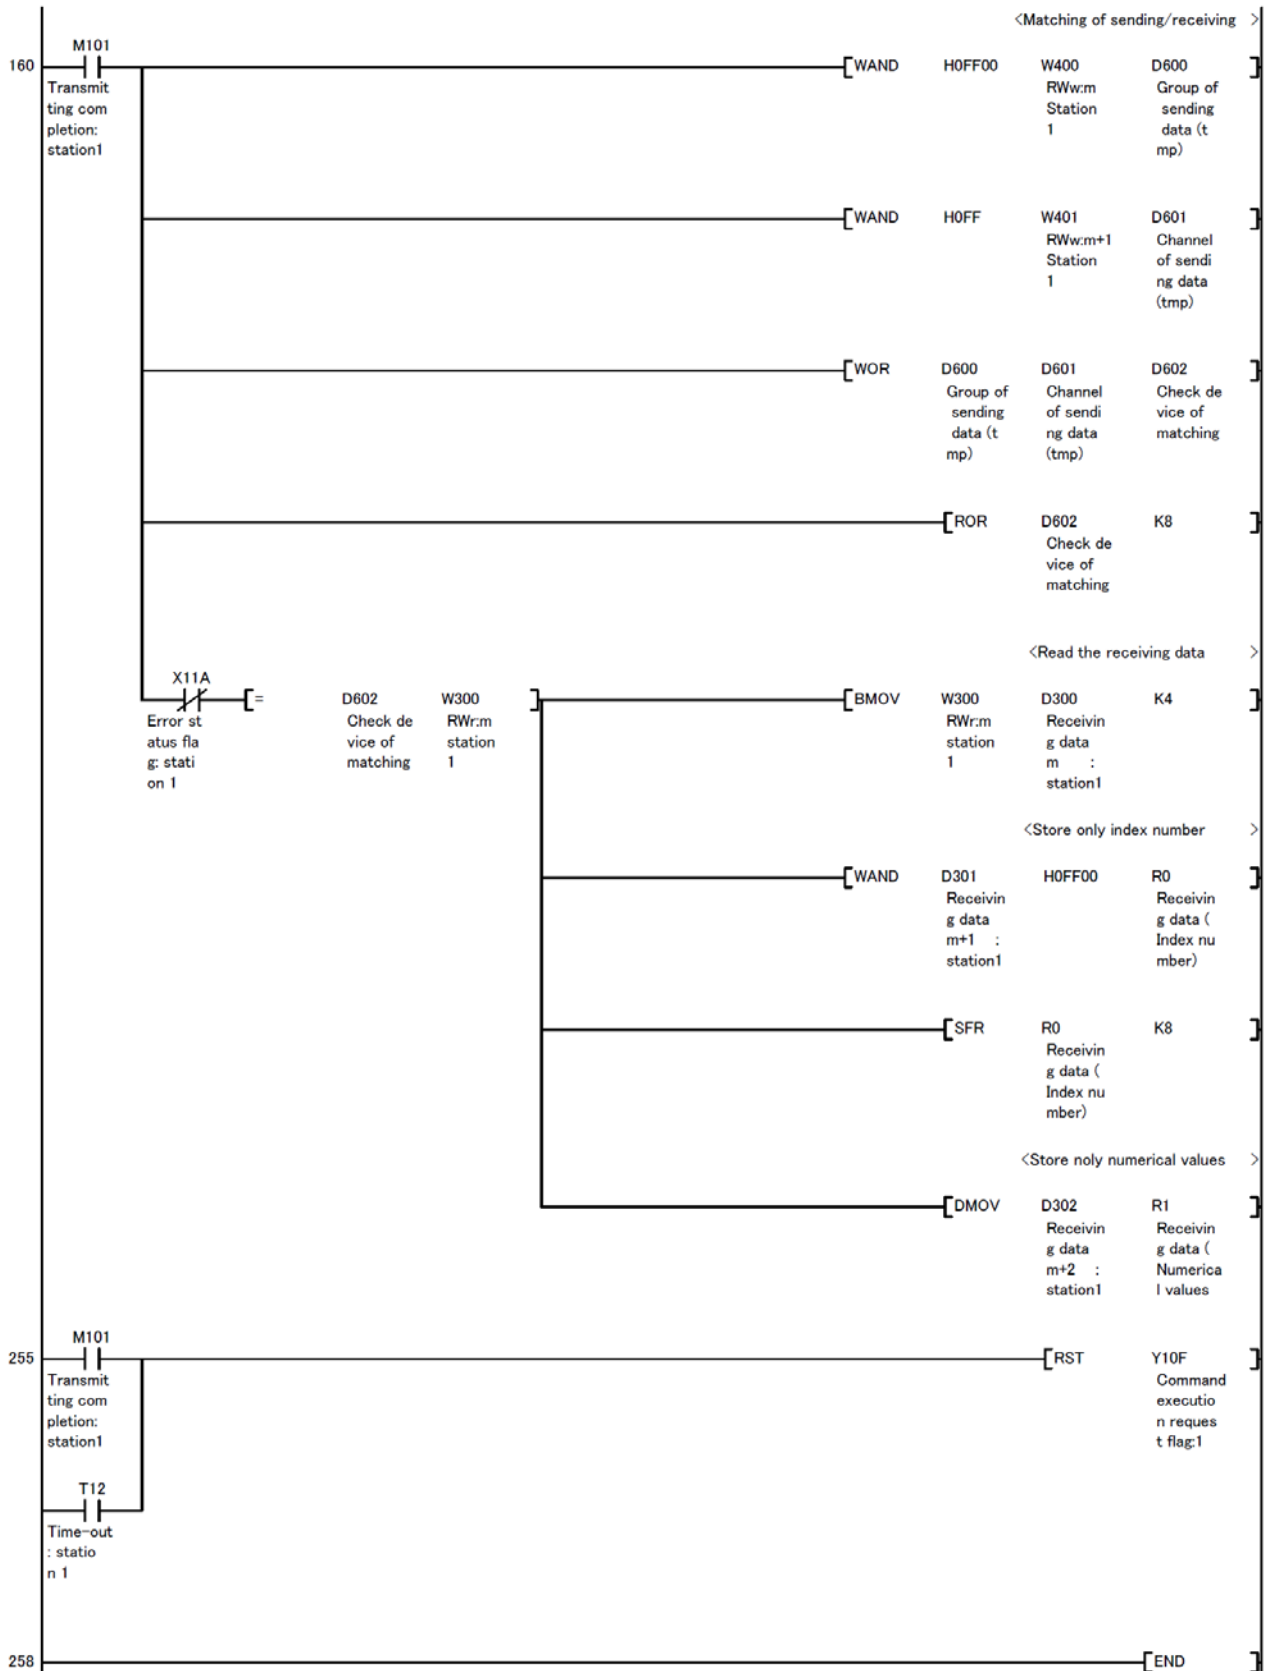 <Matching of sending/receiving >
M101
160
[WAND H0FF00 W400 D600 ]
Transmit
ting com
pletion:
station1
RWw:m
Station
1
Group of
sending
data (t
mp)
[WAND H0FF W401 D601 ]
RWw:m+1
Station
1
Channel
of sendi
ng data
(tmp)
[WOR D600 D601 D602 ]
Group of
sending
data (t
mp)
Channel
of sendi
ng data
(tmp)
Check de
vice of
matching
[ROR D602 K8 ]
Check de
vice of
matching
<Read the receiving data >
X11A
[= D602 W300 ]
Error st
atus fla
g: stati
on 1
Check de
vice of
matching
RWr:m
station
1
[BMOV W300 D300 K4 ]
RWr:m
station
1
Receivin
g data
m :
station1
<Store only index number >
[WAND D301 H0FF00 R0 ]
Receivin
g data
m+1 :
station1
Receivin
g data (
Index nu
mber)
[SFR R0 K8 ]
Receivin
g data (
Index nu
mber)
<Store noly numerical values >
[DMOV D302 R1 ]
Receivin
g data
m+2 :
station1
Receivin
g data (
Numerica
l values
M101
255
[RST Y10F ]
Transmit
ting com
pletion:
station1
Command
executio
n reques
t flag:1
T12
Time-out
: statio
n 1
258
[END ]